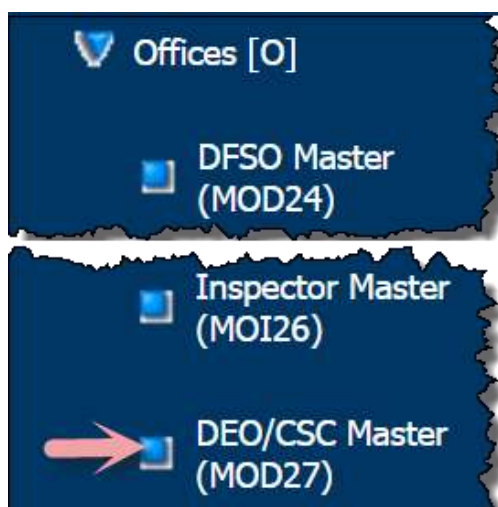 Offices [O]
DFSO Master
(MOD24)
Inspector Master
(MOI26)
DEO/CSC Master
(MOD27)